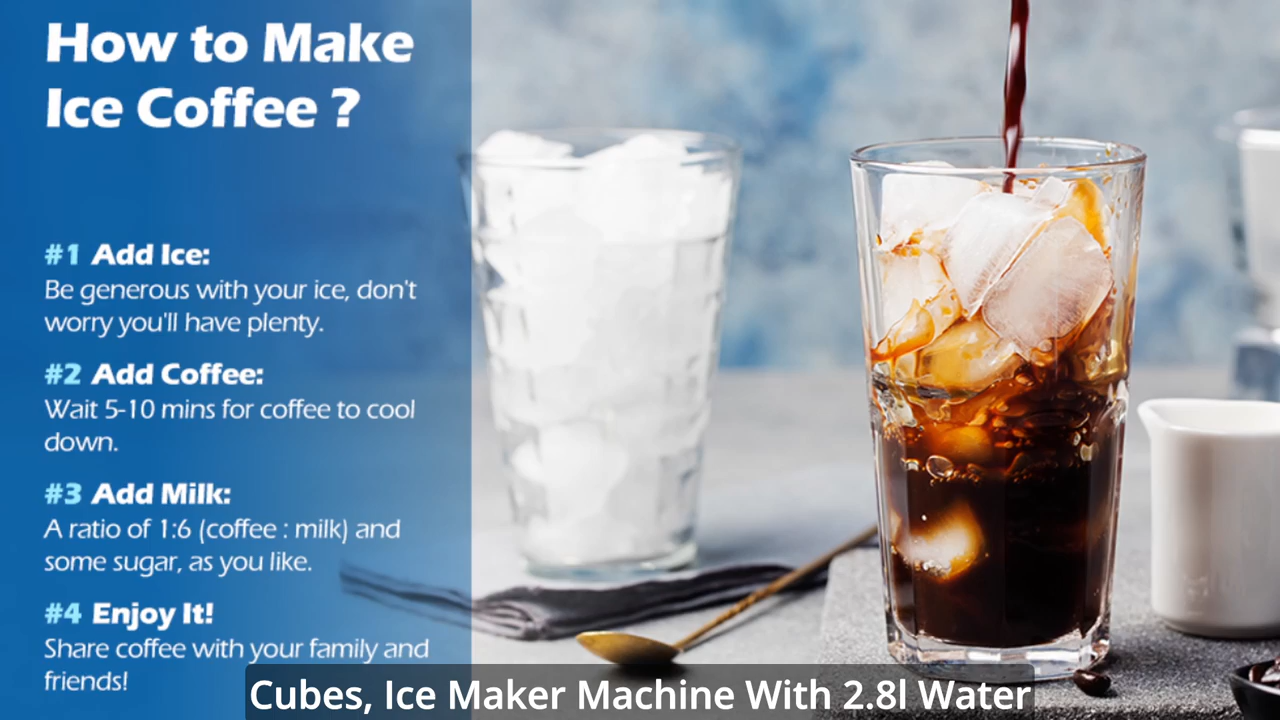 How to Make
Ice Coffee ?
#1 Add Ice:
Be generous with your ice, don't
worry you'll have plenty.
#2 Add Coffee:
Wait 5-10 mins for coffee to cool
down.
#3 Add Milk:
A ratio of 1:6 (coffee : milk) and
some sugar, as you like.
#4 Enjoy It!
Share coffee with your family and
friends!
Cubes, Ice Maker Machine With 2.8l Water